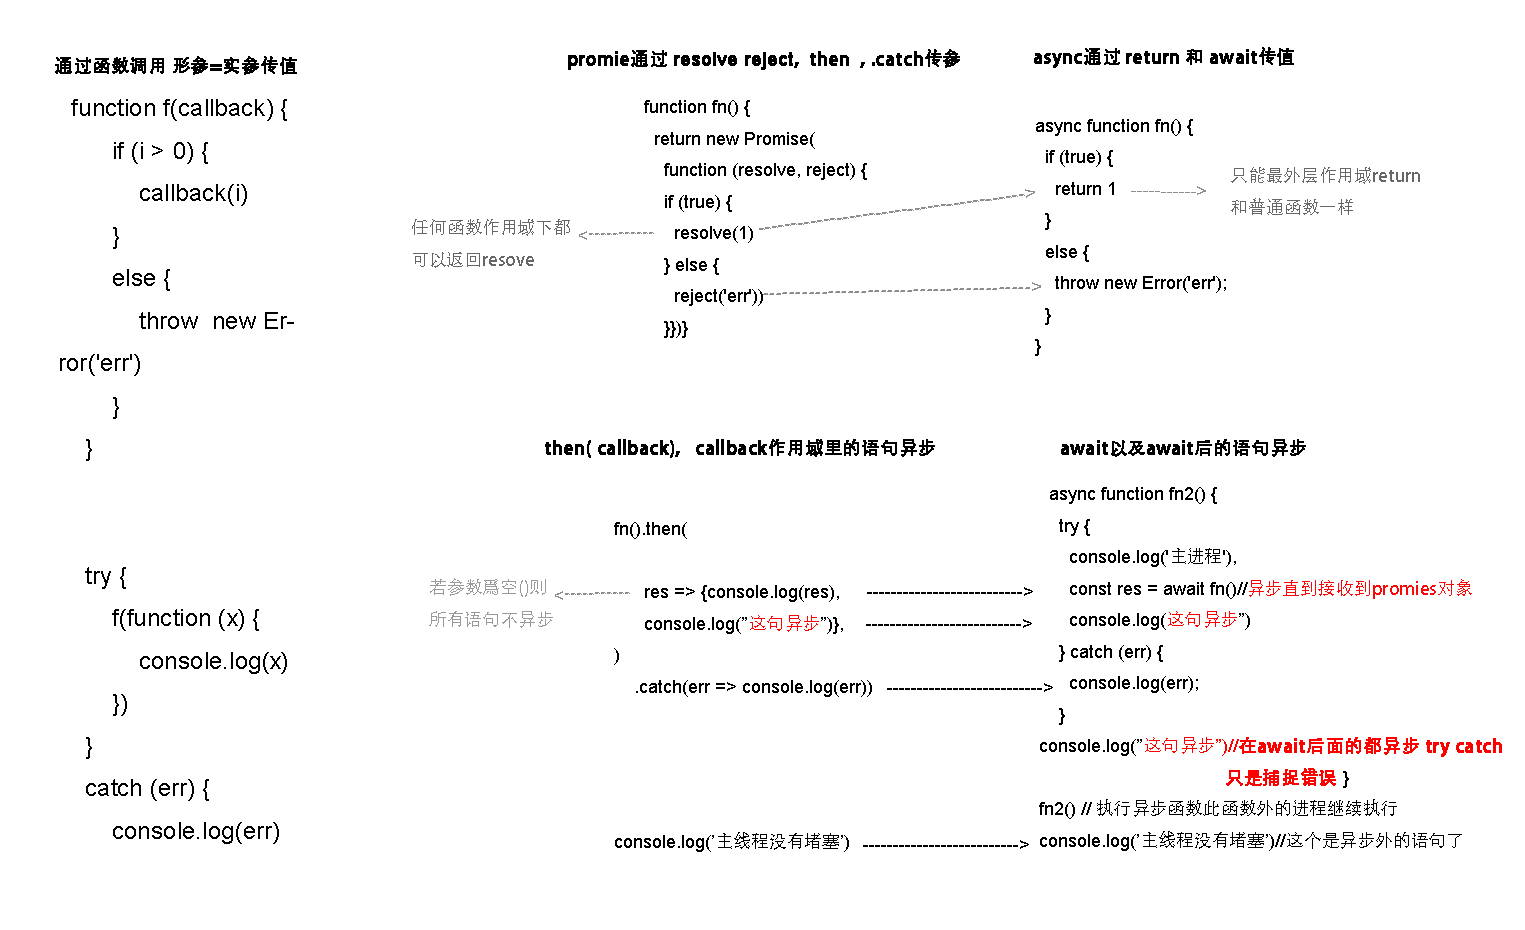 通过函数调用 形参=实参传值
function f(callback) {
if (i > 0) {
callback(i)
}
else {
throw  new Er-
ror('err')
}
}
try {
f(function (x) {
console.log(x)
})
}
catch (err) {
console.log(err)
promie通过 resolve reject,  then  , .catch传参
function fn() {
return new Promise(
function (resolve, reject) {
if (true) {
resolve(1)
} else {
reject('err'))
}})}
任何函数作用域下都
可以返回resove
async通过 return 和 await传值
async function fn() {
if (true) {
return 1
}
else {
throw new Error('err');
}
}
只能最外层作用域return
和普通函数一样
then( callback),   callback作用域里的语句异步
fn().then(
res => {console.log(res),
console.log(”这句异步”)},
)
.catch(err => console.log(err))
若参数爲空()则
所有语句不异步
console.log(’主线程没有堵塞’)
await以及await后的语句异步
async function fn2() {
try {
console.log('主进程'),
const res = await fn()//异步直到接收到promies对象
console.log(这句异步”)
} catch (err) {
console.log(err);
}
console.log(”这句异步”)//在await后面的都异步 try catch
只是捕捉错误 }
fn2() // 执行异步函数此函数外的进程继续执行
console.log(’主线程没有堵塞’)//这个是异步外的语句了